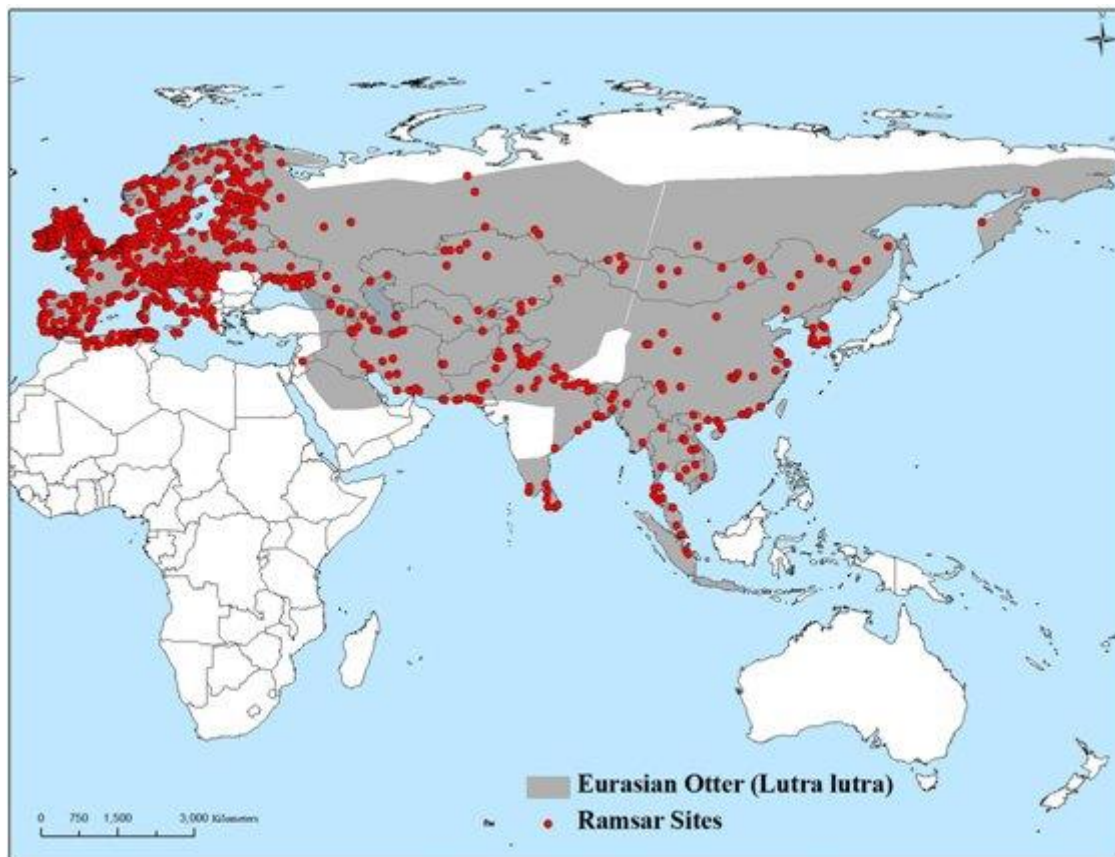 Eurasian Otter (Lutra lutra)
Ramsar Sites
0 750 1,500 3,000 Kilometers